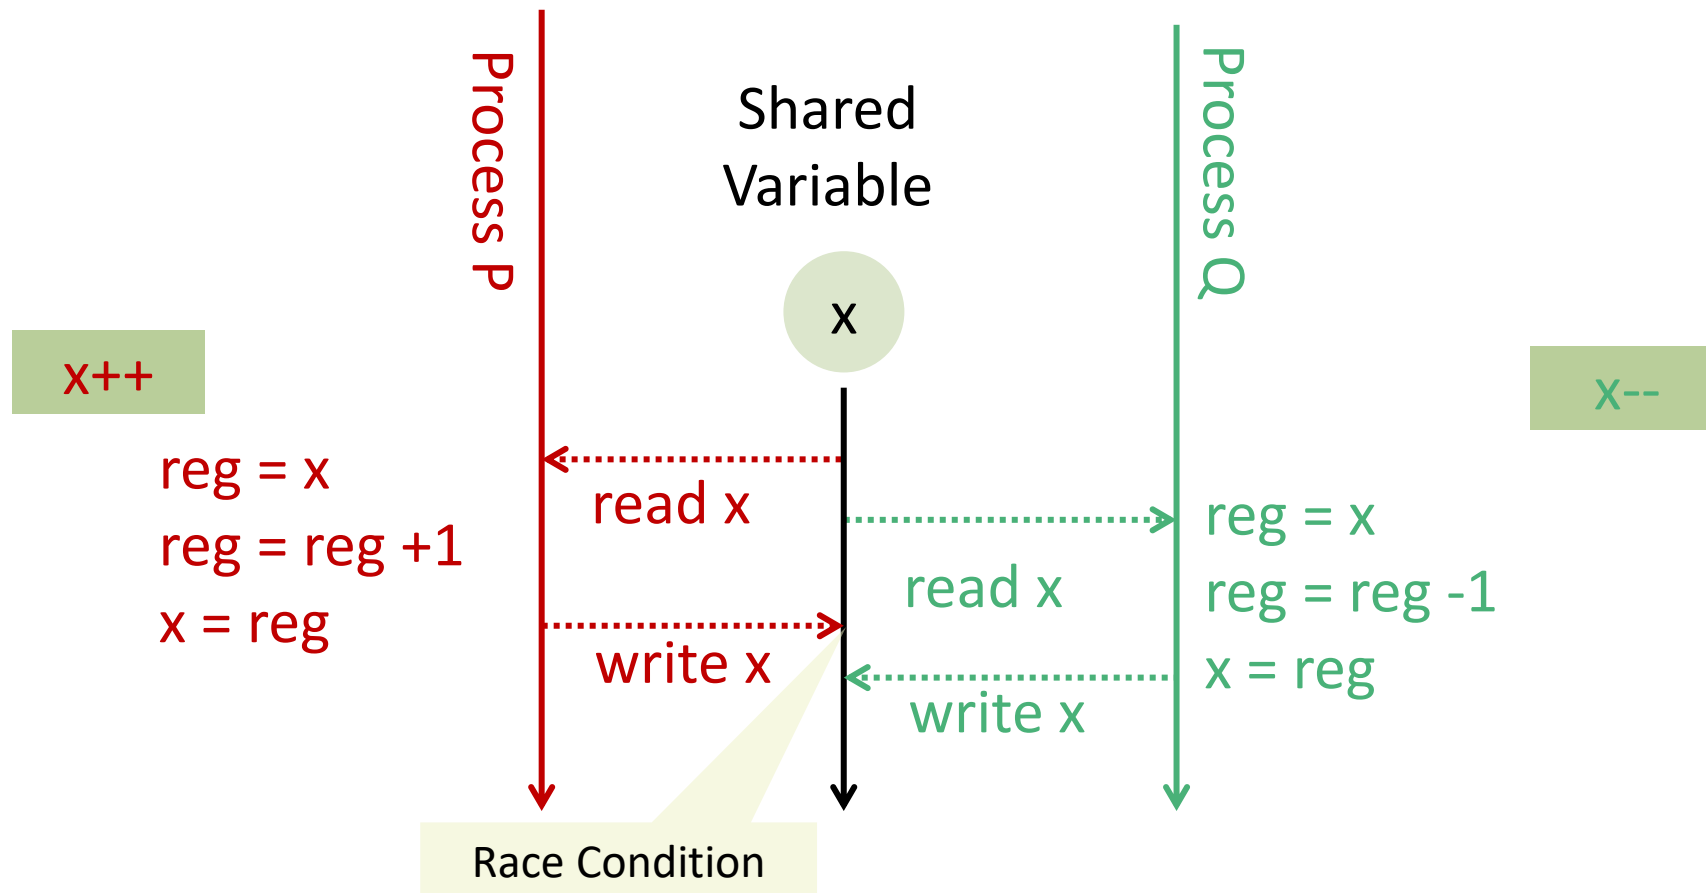 Process P
Shared
Variable
x
Process Q
x++
reg = x
reg = reg +1
x = reg
read x
write x
x--
read x
write x
reg = x
reg = reg -1
x = reg
Race Condition